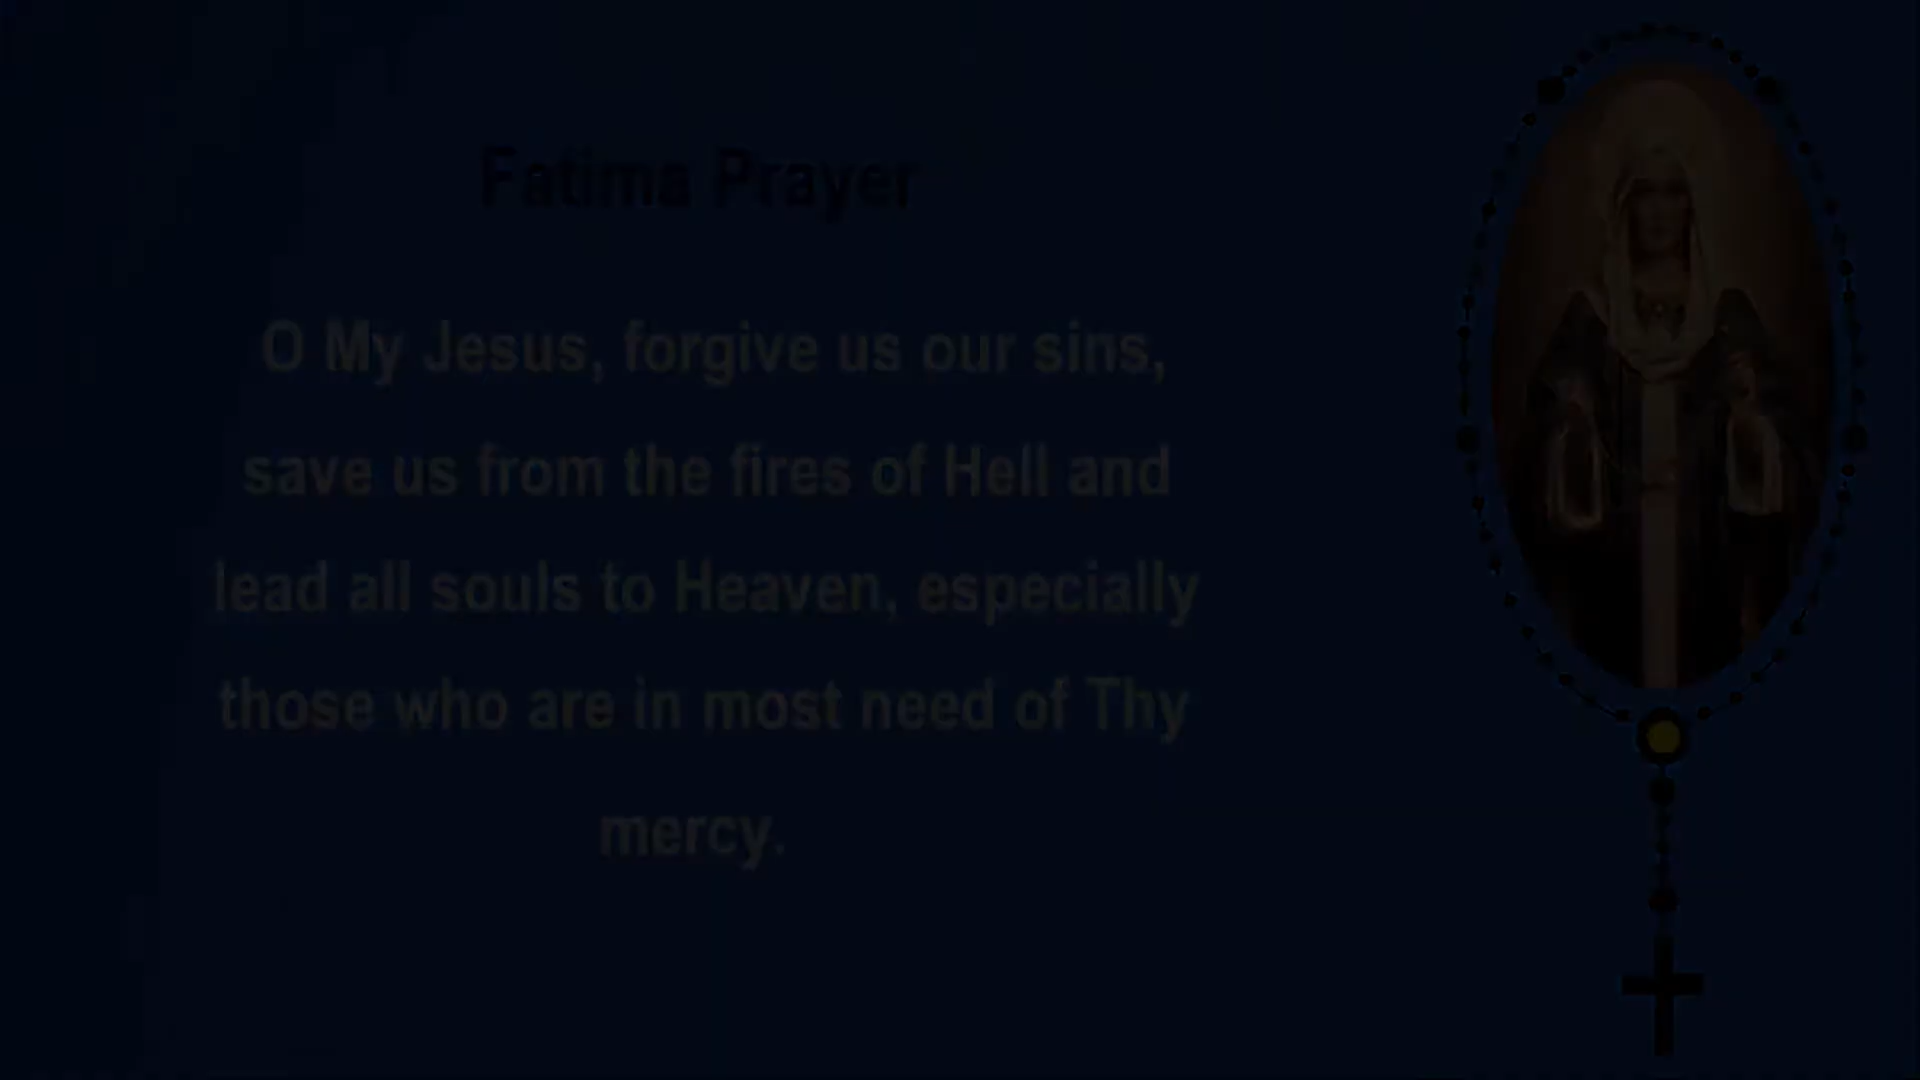 Fatima Prayer
O My Jesus, forgive us our sins,
save us from the fires of Hell and
lead all souls to Heaven, especially
those who are in most need of Thy
mercy.